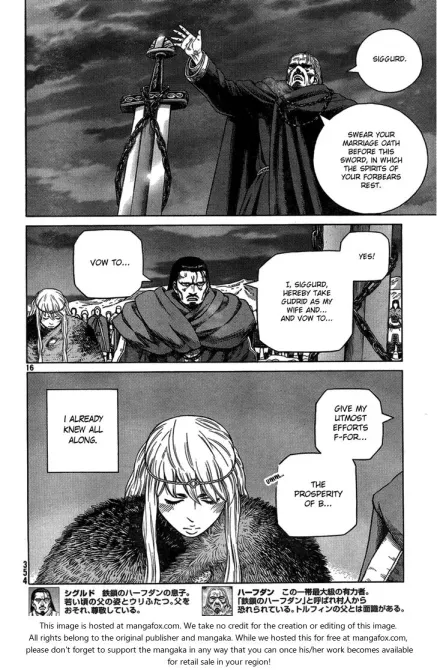 SIGGURD.
SWEAR YOUR
MARRIAGE OATH
BEFORE THIS
SWORD, IN WHICH
THE SPIRITS OF
YOUR FORBEARS
REST.
YES!
I, SIGGURD,
HEREBY TAKE
GUDRID AS MY
WIFE AND...
...AND VOW TO...
VOW TO...
16
GIVE MY
UTMOST
EFFORTS
F-FOR...
I ALREADY
KNEW ALL
ALONG.
UMM..
THE
PROSPERITY
OF B...
354
シグルド 鉄鎖のハーフダンの息子。
若い頃の父の姿とウリふたつ。父を
おそれ、尊敬している。
ハーフダン この一帯最大級の有力者。
「鉄鎖のハーフダン」と呼ばれ村人から
恐れられている。トルフィンの父とは面識がある。
This image is hosted at mangafox.com. We take no credit for the creation or editing of this image.
All rights belong to the original publisher and mangaka. While we hosted this for free at mangafox.com,
please don't forget to support the mangaka in any way that you can once his/her work becomes available
for retail sale in your region!